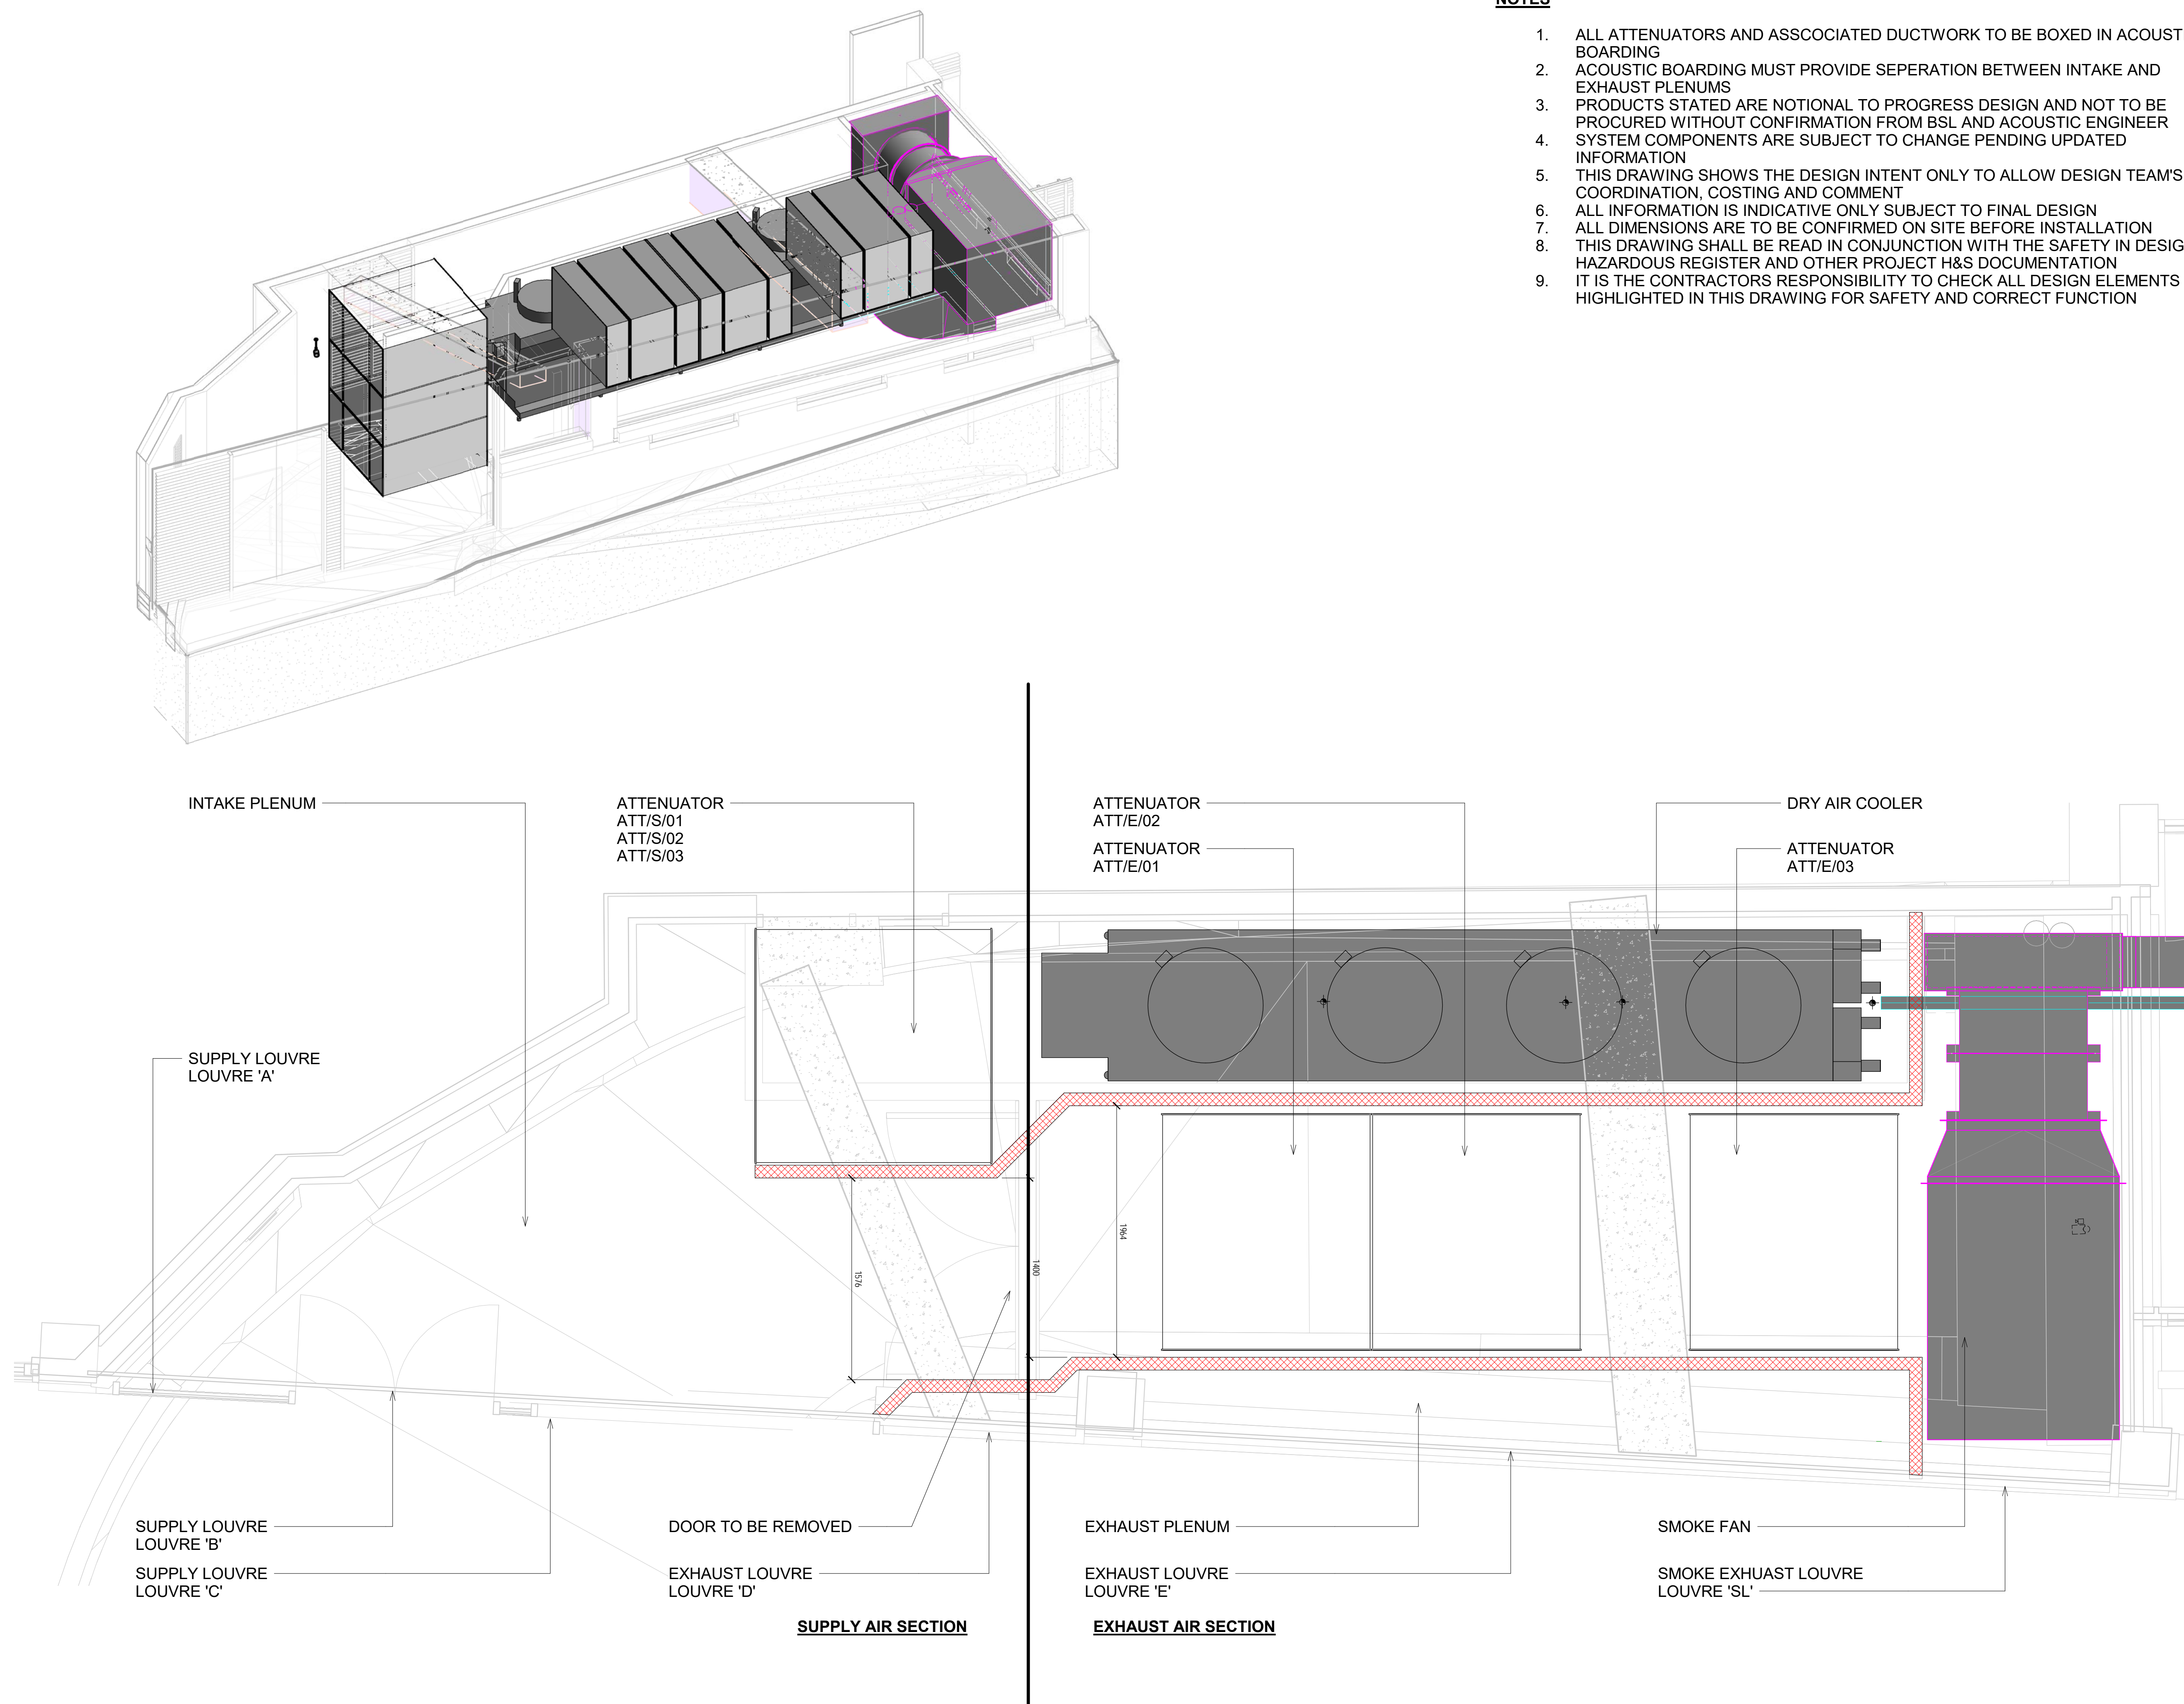 NOTES
1. ALL ATTENUATORS AND ASSCOCIATED DUCTWORK TO BE BOXED IN ACOUST
BOARDING
2. ACOUSTIC BOARDING MUST PROVIDE SEPERATION BETWEEN INTAKE AND
EXHAUST PLENUMS
3. PRODUCTS STATED ARE NOTIONAL TO PROGRESS DESIGN AND NOT TO BE
PROCURED WITHOUT CONFIRMATION FROM BSL AND ACOUSTIC ENGINEER
4. SYSTEM COMPONENTS ARE SUBJECT TO CHANGE PENDING UPDATED
INFORMATION
5. THIS DRAWING SHOWS THE DESIGN INTENT ONLY TO ALLOW DESIGN TEAM'S
COORDINATION, COSTING AND COMMENT
6. ALL INFORMATION IS INDICATIVE ONLY SUBJECT TO FINAL DESIGN
7. ALL DIMENSIONS ARE TO BE CONFIRMED ON SITE BEFORE INSTALLATION
8. THIS DRAWING SHALL BE READ IN CONJUNCTION WITH THE SAFETY IN DESIG
HAZARDOUS REGISTER AND OTHER PROJECT H&S DOCUMENTATION
9. IT IS THE CONTRACTORS RESPONSIBILITY TO CHECK ALL DESIGN ELEMENTS
HIGHLIGHTED IN THIS DRAWING FOR SAFETY AND CORRECT FUNCTION
INTAKE PLENUM
ATTENUATOR
ATT/S/01
ATT/S/02
ATT/S/03
ATTENUATOR
ATT/E/02
ATTENUATOR
ATT/E/01
DRY AIR COOLER
ATTENUATOR
ATT/E/03
SUPPLY LOUVRE
LOUVRE 'A'
1576
1400
1964
SUPPLY LOUVRE
LOUVRE 'B'
SUPPLY LOUVRE
LOUVRE 'C'
DOOR TO BE REMOVED
EXHAUST LOUVRE
LOUVRE 'D'
EXHAUST PLENUM
EXHAUST LOUVRE
LOUVRE 'E'
SMOKE FAN
SMOKE EXHUAST LOUVRE
LOUVRE 'SL'
SUPPLY AIR SECTION
EXHAUST AIR SECTION